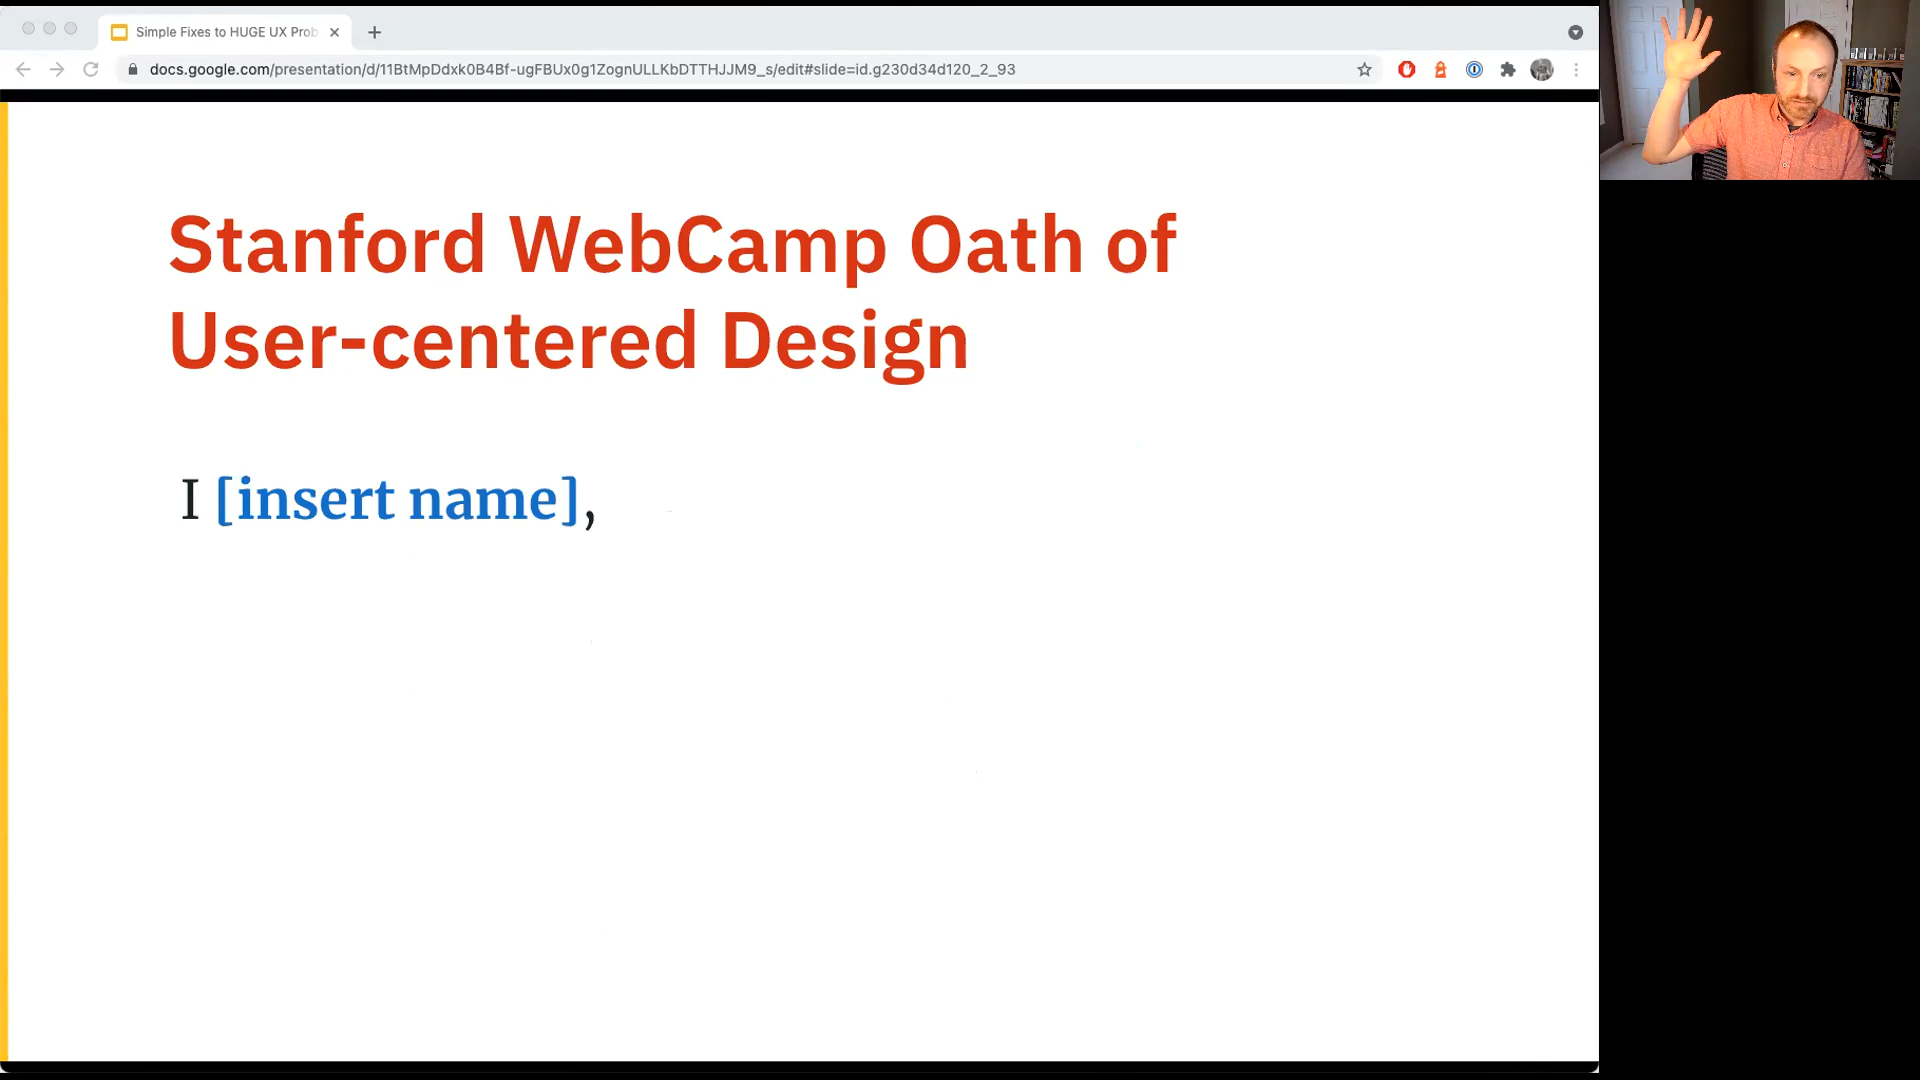 Simple Fixes to HUGE UX Prob
docs.google.com/presentation/d/11BtMpDdxk0B4Bf-ugFBUx0g1ZognULLKbDTTHJJM9_s/edit#slide=id.g230d34d120_2_93
Stanford WebCamp Oath of
User-centered Design
I [insert name],